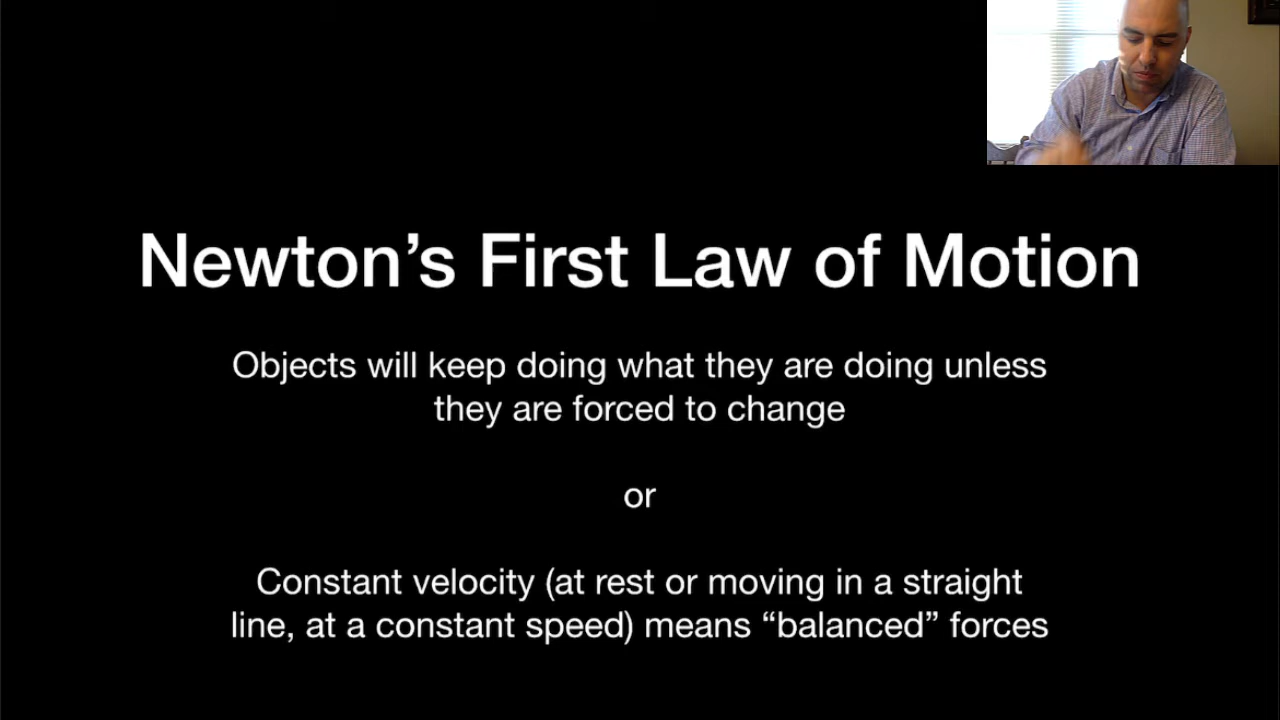 Newton’s First Law of Motion
Objects will keep doing what they are doing unless
they are forced to change
or
Constant velocity (at rest or moving in a straight
line, at a constant speed) means “balanced” forces